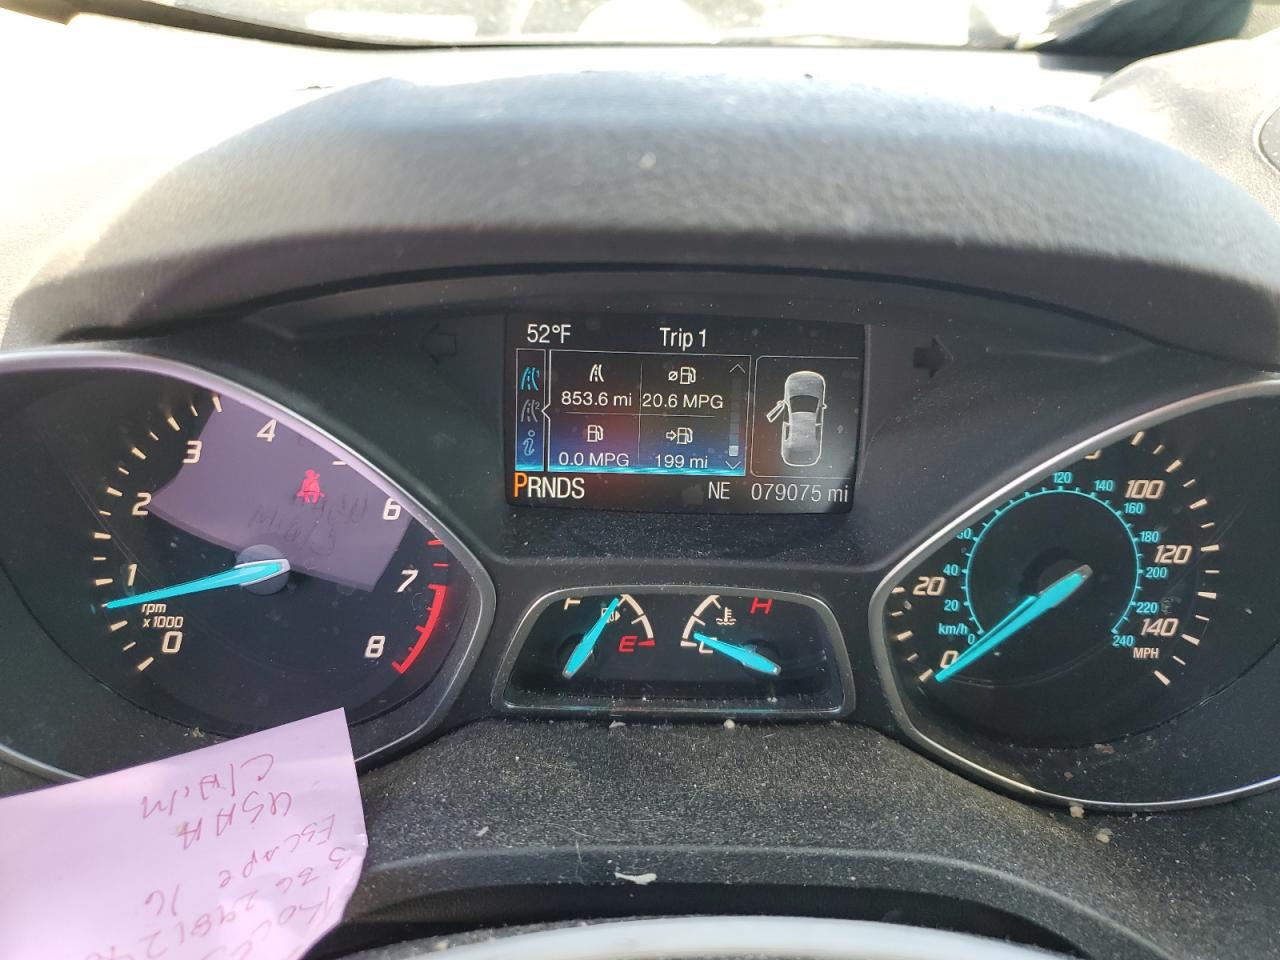 52°F Trip 1
853.6 mi 20.6 MPG
0.0 MPG 199 mi
PRNDS NE 079075 mi
0 1 2 3 4 6 7 8
rpm
x1000
F E
C H
0 20 100 120 140
MPH
km/h
0 20 40 120 140 160 180 200 220 240
USAA
ESCAPE 16